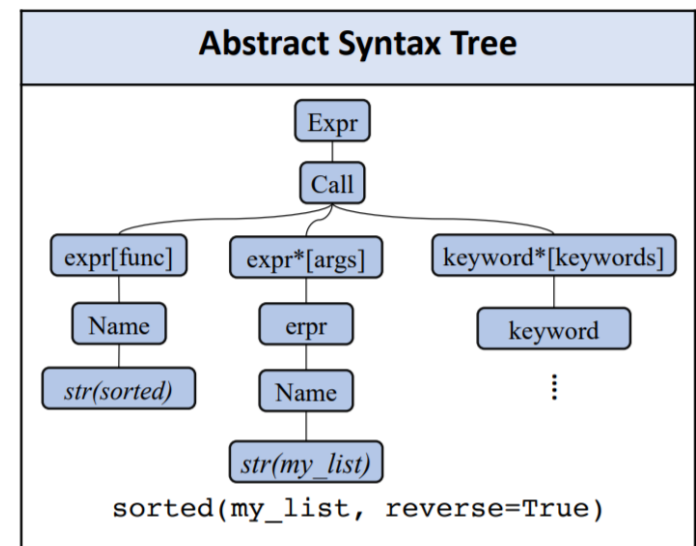 Abstract Syntax Tree
Expr
Call
expr[func] expr*[args] keyword*[keywords]
Name erpr keyword
str(sorted) Name
str(my_list)
sorted(my_list, reverse=True)